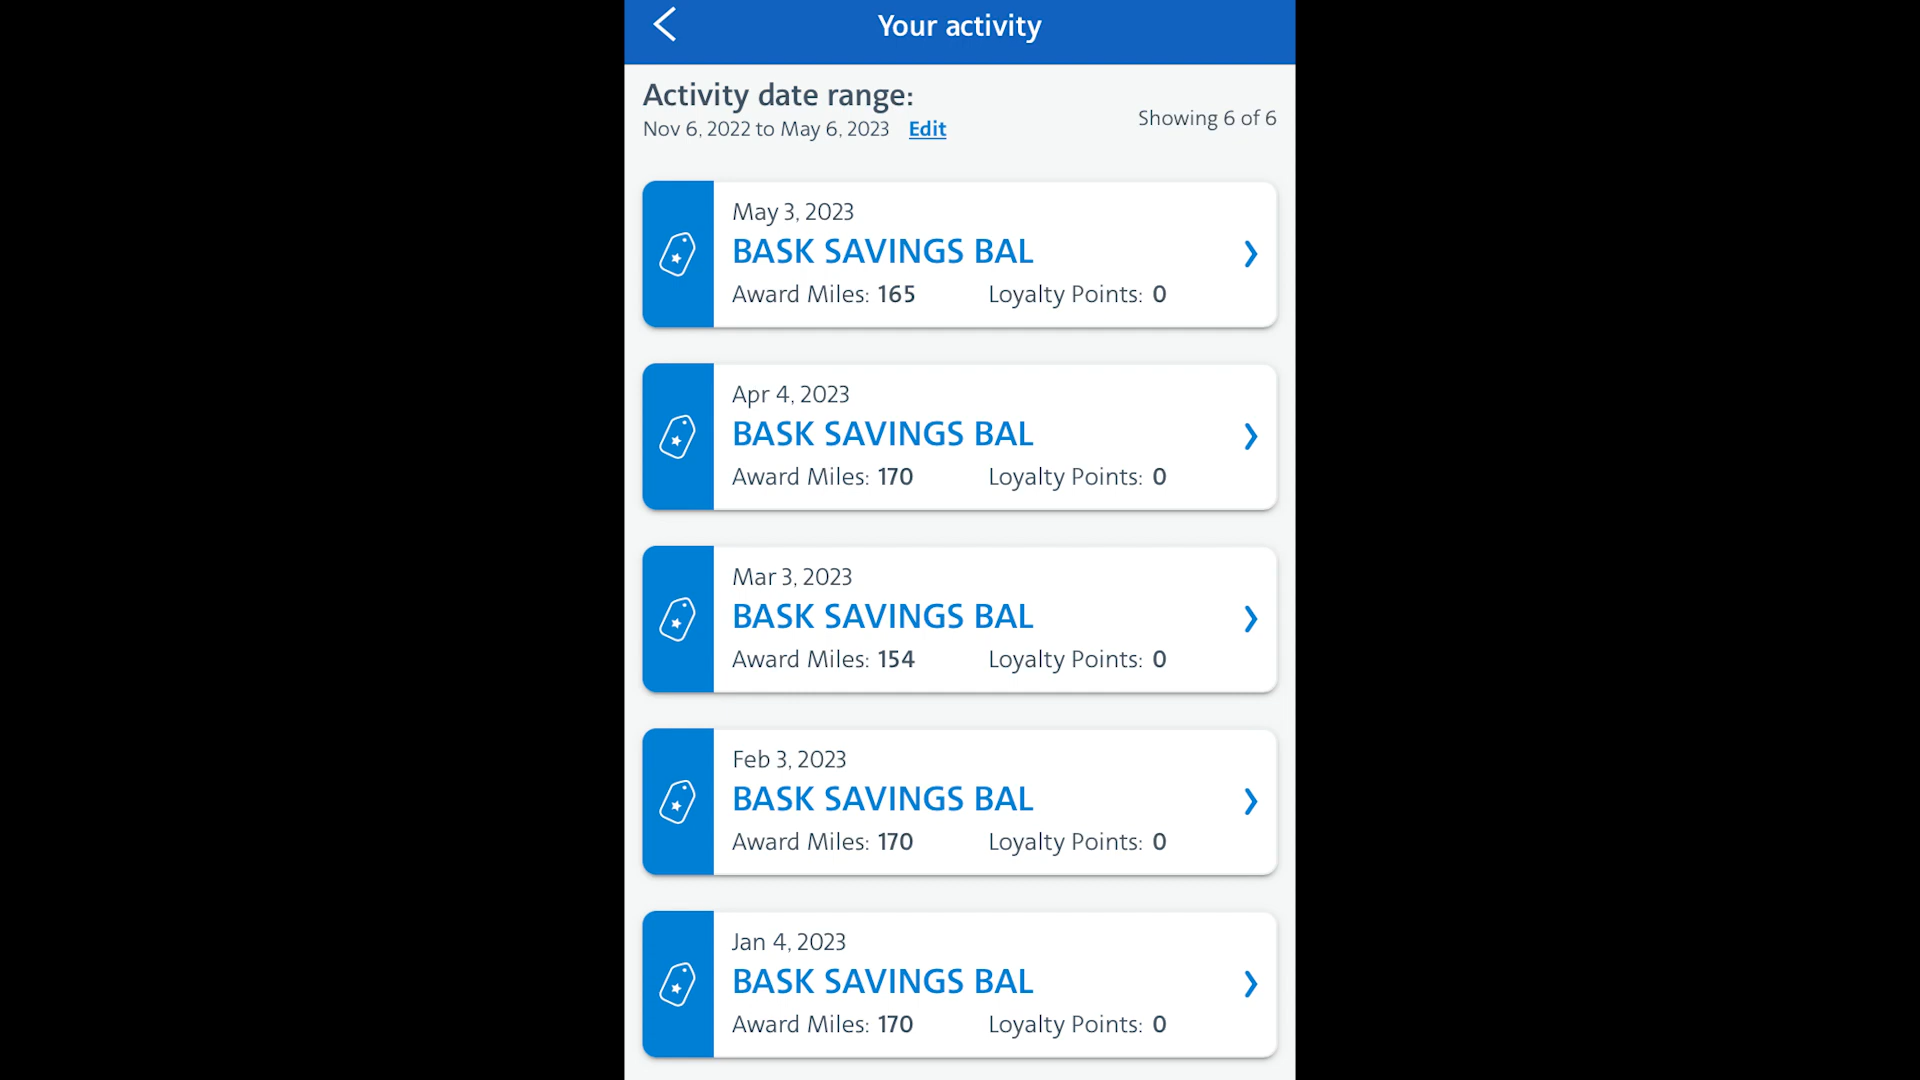 Your activity
Activity date range:
Nov 6, 2022 to May 6, 2023 Edit
Showing 6 of 6
May 3, 2023
BASK SAVINGS BAL
Award Miles: 165 Loyalty Points: 0
Apr 4, 2023
BASK SAVINGS BAL
Award Miles: 170 Loyalty Points: 0
Mar 3, 2023
BASK SAVINGS BAL
Award Miles: 154 Loyalty Points: 0
Feb 3, 2023
BASK SAVINGS BAL
Award Miles: 170 Loyalty Points: 0
Jan 4, 2023
BASK SAVINGS BAL
Award Miles: 170 Loyalty Points: 0